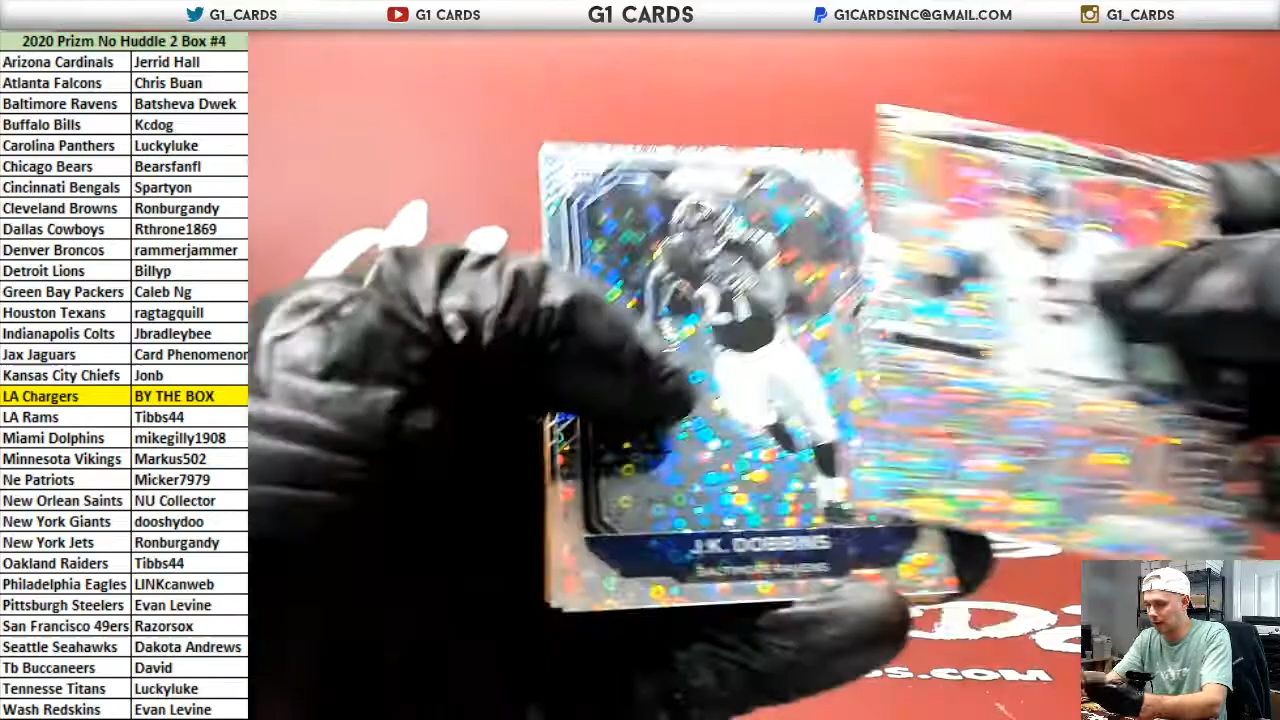 G1_CARDS
G1 CARDS
G1 CARDS
G1CARDSINC@GMAIL.COM
G1_CARDS
2020 Prizm No Huddle 2 Box #4
Arizona Cardinals Jerrid Hall
Atlanta Falcons Chris Buan
Baltimore Ravens Batsheva Dwek
Buffalo Bills Kcdog
Carolina Panthers Luckyluke
Chicago Bears Bearsfanfl
Cincinnati Bengals Spartyon
Cleveland Browns Ronburgandy
Dallas Cowboys Rthrone1869
Denver Broncos rammerjammer
Detroit Lions Billyp
Green Bay Packers Caleb Ng
Houston Texans ragtagquill
Indianapolis Colts Jbradleybee
Jax Jaguars Card Phenomenon
Kansas City Chiefs Jonb
LA Chargers BY THE BOX
LA Rams Tibbs44
Miami Dolphins mikegilly1908
Minnesota Vikings Markus502
Ne Patriots Micker7979
New Orlean Saints NU Collector
New York Giants dooshydoo
New York Jets Ronburgandy
Oakland Raiders Tibbs44
Philadelphia Eagles LINKcanweb
Pittsburgh Steelers Evan Levine
San Francisco 49ers Razorsox
Seattle Seahawks Dakota Andrews
Tb Buccaneers David
Tennesse Titans Luckyluke
Wash Redskins Evan Levine
J.K. DOBBINS
BALTIMORE RAVENS
DS.COM